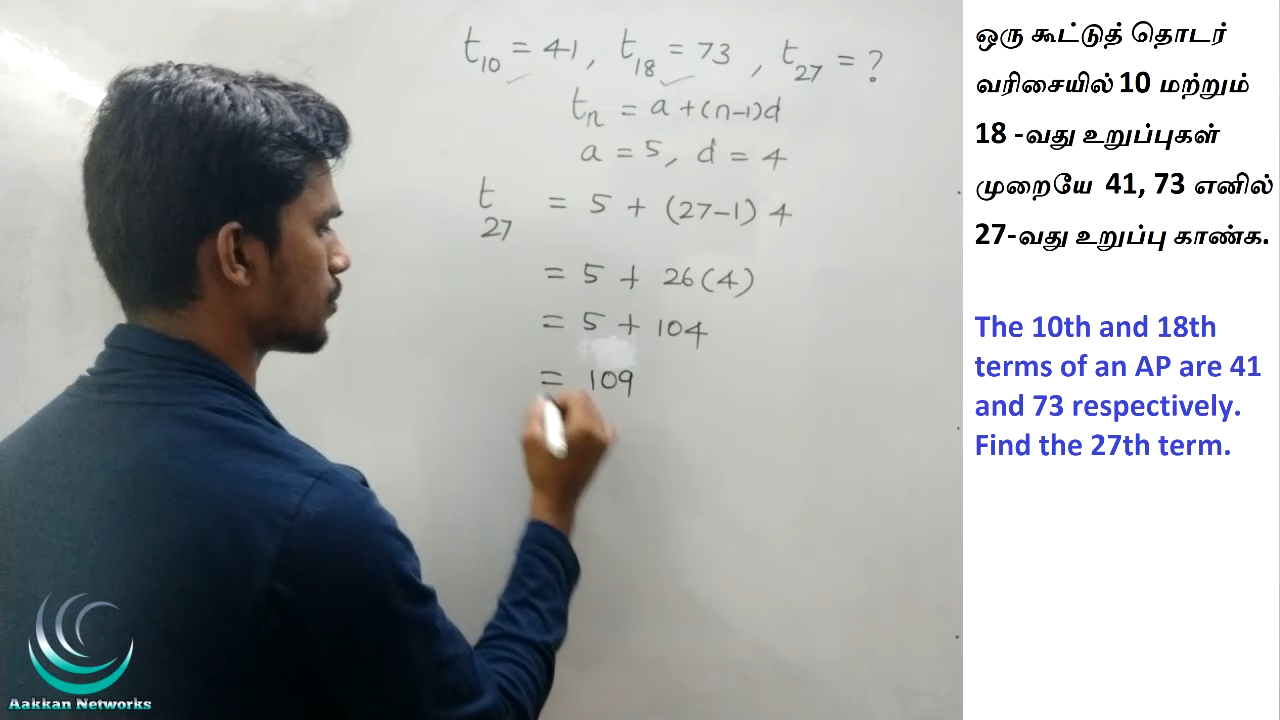 t₁₀ = 41, t₁₈ = 73, t₂₇ = ?
tₙ = a + (n-1)d
a = 5, d = 4
t₂₇ = 5 + (27-1) 4
= 5 + 26(4)
= 5 + 104
= 109
ஒரு கூட்டுத் தொடர்
வரிசையில் 10 மற்றும்
18 -வது உறுப்புகள்
முறையே 41, 73 எனில்
27-வது உறுப்பு காண்க.
The 10th and 18th
terms of an AP are 41
and 73 respectively.
Find the 27th term.
Aakkan Networks